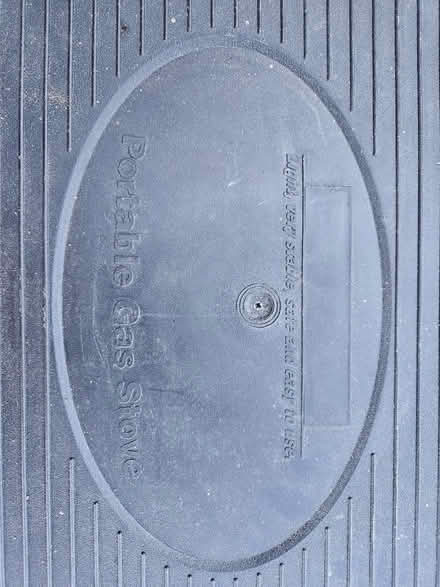 Light, very stable, safe and easy to use.
Portable Gas Stove